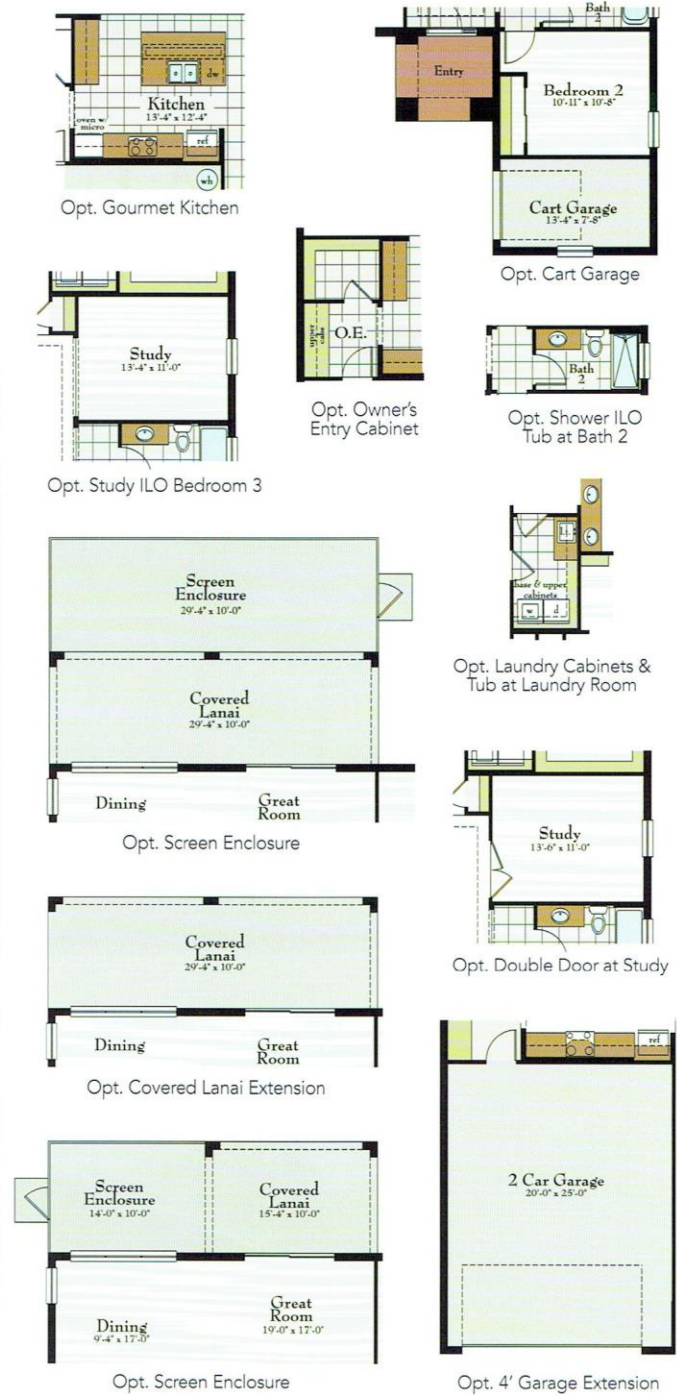 dw
Kitchen
13'-4" x 12'-4"
oven w/
micro
ref
wh
Opt. Gourmet Kitchen
Bath
2
Entry
Bedroom 2
10'-11" x 10'-8"
Cart Garage
13'-4" x 7'-8"
Opt. Cart Garage
Study
13'-4" x 11'-0"
Opt. Study ILO Bedroom 3
upper
cabs
O.E.
Opt. Owner's
Entry Cabinet
Bath
2
Opt. Shower ILO
Tub at Bath 2
Screen
Enclosure
29'-4" x 10'-0"
Covered
Lanai
29'-4" x 10'-0"
Dining
Great
Room
Opt. Screen Enclosure
base & upper
cabinets
w
d
Opt. Laundry Cabinets &
Tub at Laundry Room
Study
13'-6" x 11'-0"
Opt. Double Door at Study
Covered
Lanai
29'-4" x 10'-0"
Dining
Great
Room
Opt. Covered Lanai Extension
Screen
Enclosure
14'-0" x 10'-0"
Covered
Lanai
15'-4" x 10'-0"
Dining
9'-4" x 17'-0"
Great
Room
19'-0" x 17'-0"
Opt. Screen Enclosure
ref
2 Car Garage
20'-0" x 25'-0"
Opt. 4' Garage Extension